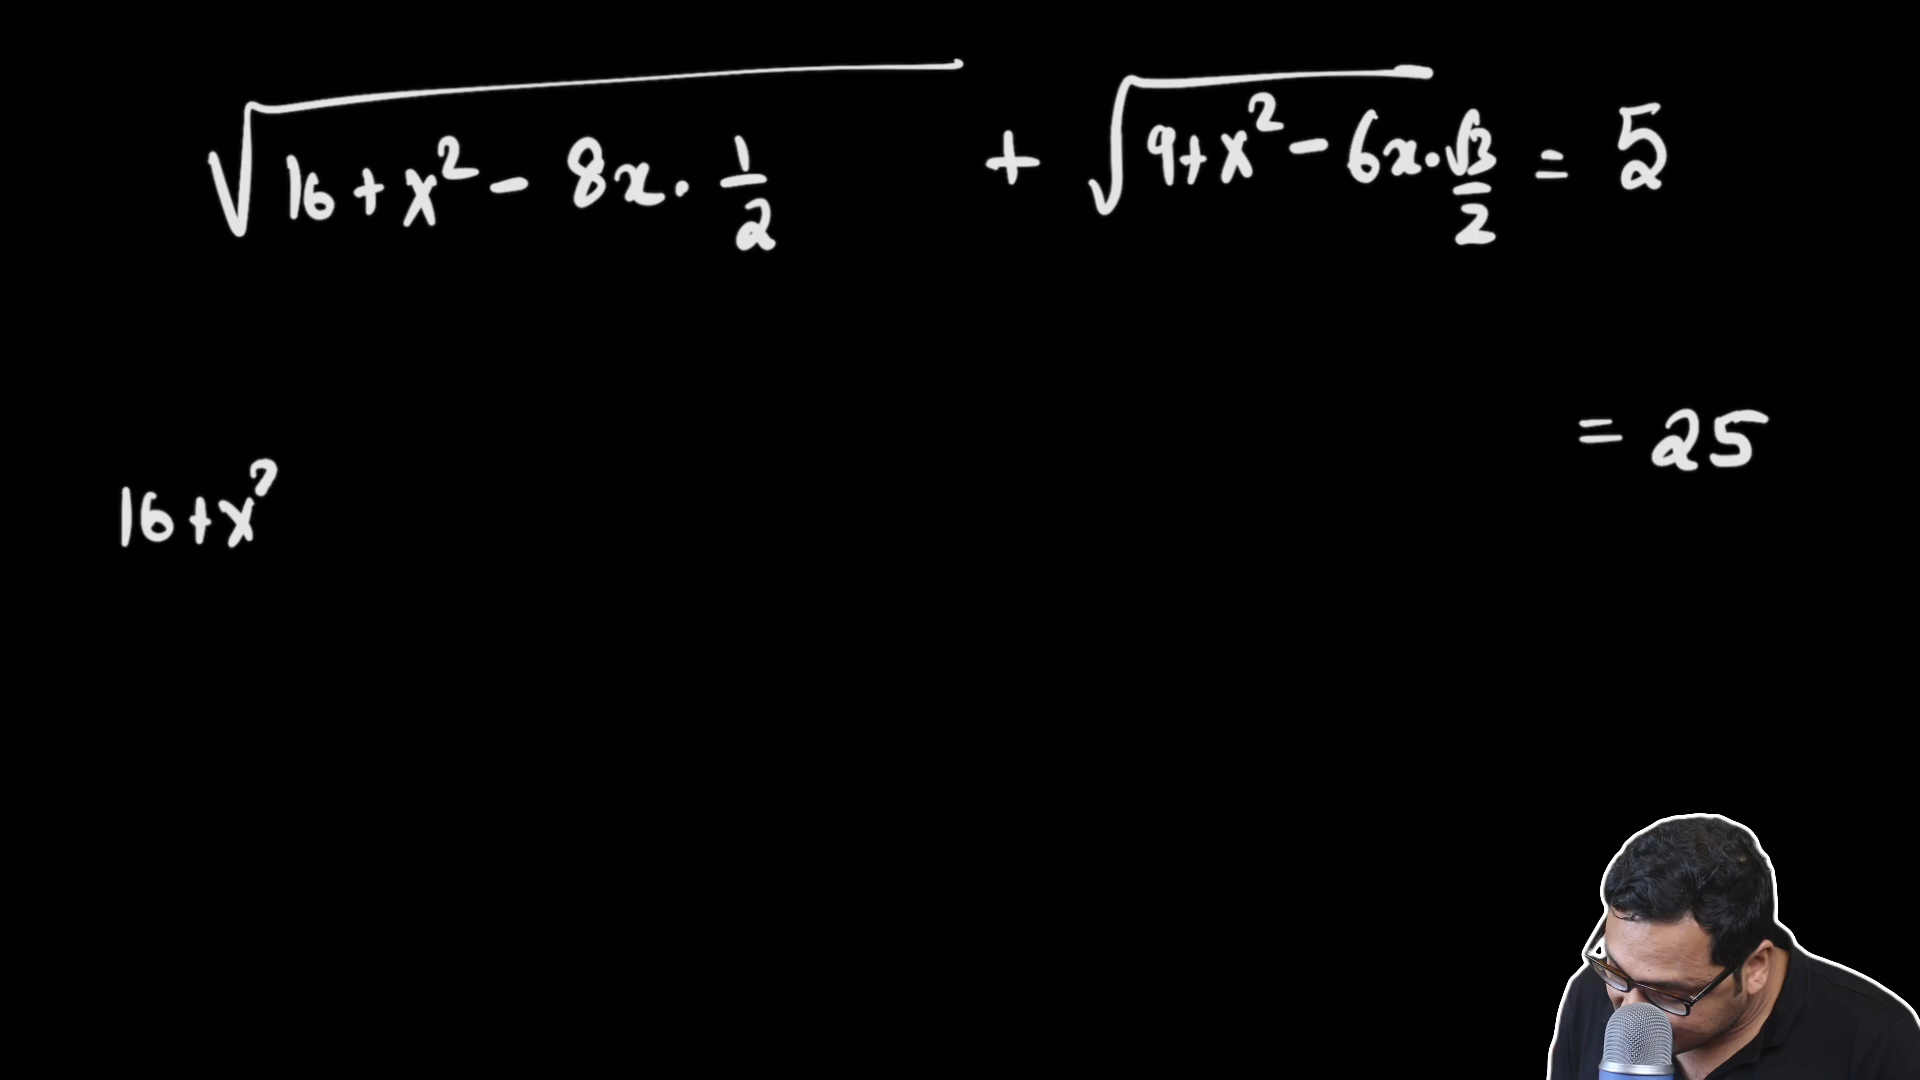 √(16 + x² - 8x · 1/2) + √(9 + x² - 6x · √3/2) = 5
= 25
16 + x²